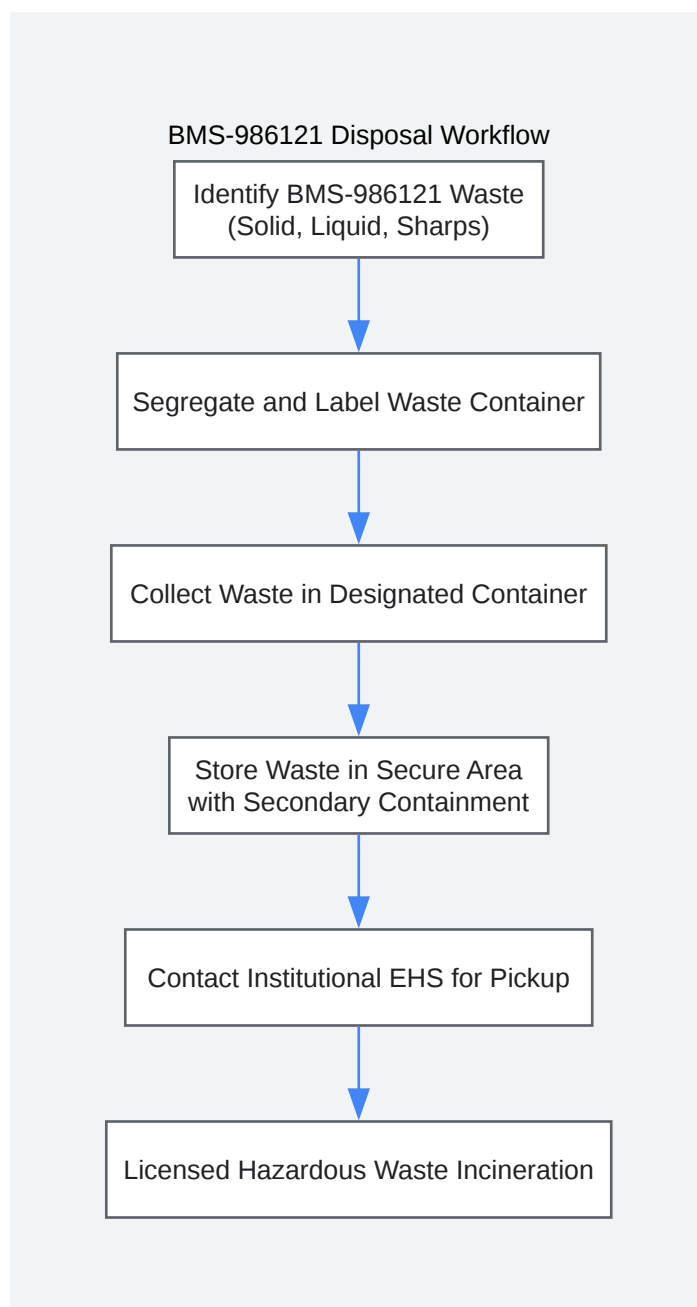 BMS-986121 Disposal Workflow
Identify BMS-986121 Waste
(Solid, Liquid, Sharps)
Segregate and Label Waste Container
Collect Waste in Designated Container
Store Waste in Secure Area
with Secondary Containment
Contact Institutional EHS for Pickup
Licensed Hazardous Waste Incineration